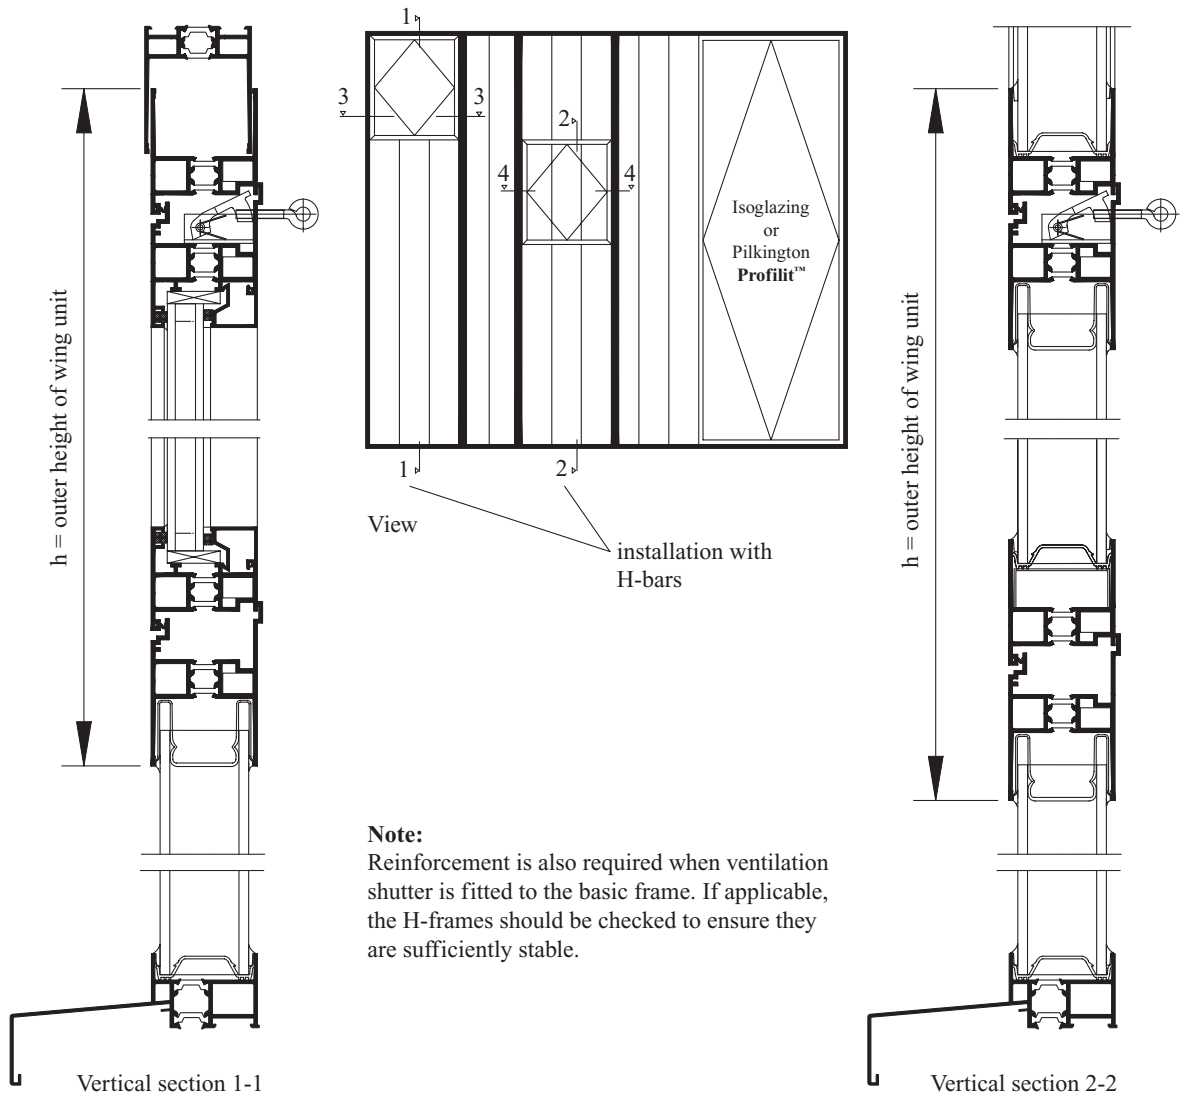 1
3
3
2
4
4
Isoglazing
or
Pilkington
Profilit™
1
2
View
installation with
H-bars
h = outer height of wing unit
h = outer height of wing unit
Note:
Reinforcement is also required when ventilation
shutter is fitted to the basic frame. If applicable,
the H-frames should be checked to ensure they
are sufficiently stable.
Vertical section 1-1
Vertical section 2-2